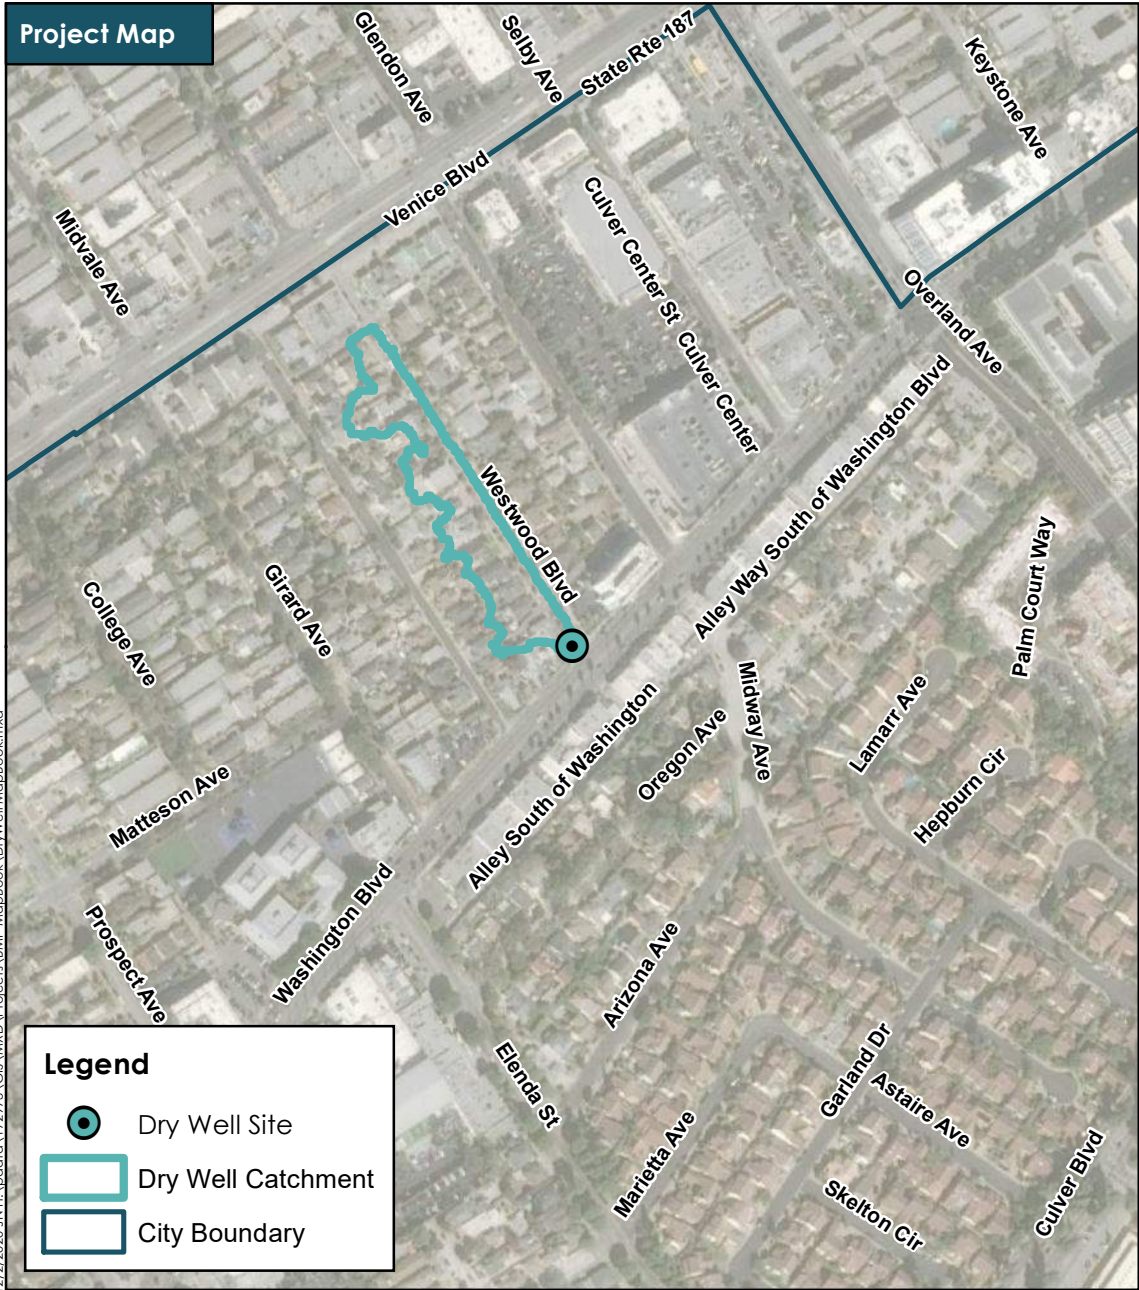 Project Map
Glendon Ave
Selby Ave
State Rte 187
Keystone Ave
Venice Blvd
Midvale Ave
Culver Center St
Culver Center
Overland Ave
Westwood Blvd
Alley Way South of Washington Blvd
Palm Court Way
College Ave
Girard Ave
Midway Ave
Lamarr Ave
Oregon Ave
Hepburn Cir
Alley South of Washington
Matteson Ave
Washington Blvd
Prospect Ave
Arizona Ave
Elenda St
Garland Dr
Astaire Ave
Marietta Ave
Skelton Cir
Culver Blvd
Legend
Dry Well Site
Dry Well Catchment
City Boundary